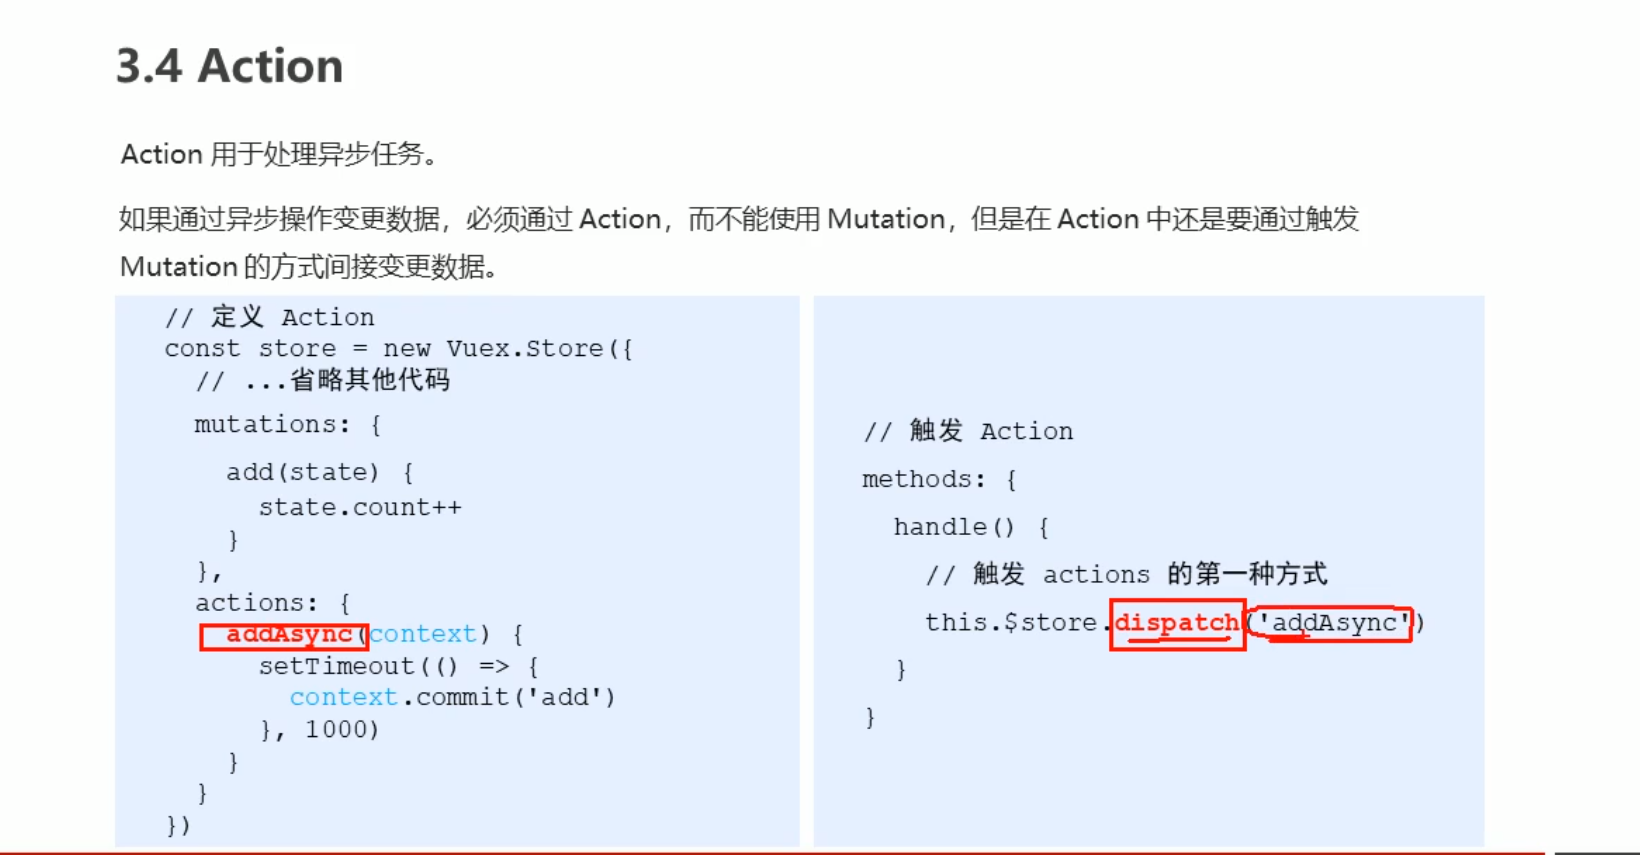 3.4 Action
Action 用于处理异步任务。
如果通过异步操作变更数据，必须通过 Action，而不能使用 Mutation，但是在 Action 中还是要通过触发
Mutation 的方式间接变更数据。
// 定义 Action
const store = new Vuex.Store({
// ...省略其他代码
mutations: {
add(state) {
state.count++
}
},
actions: {
addAsync(context) {
setTimeout(() => {
context.commit('add')
}, 1000)
}
}
})
// 触发 Action
methods: {
handle() {
// 触发 actions 的第一种方式
this.$store.dispatch('addAsync')
}
}